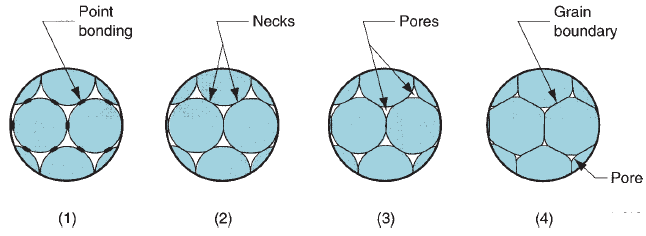 Point
bonding
Necks
Pores
Grain
boundary
Pore
(1)
(2)
(3)
(4)